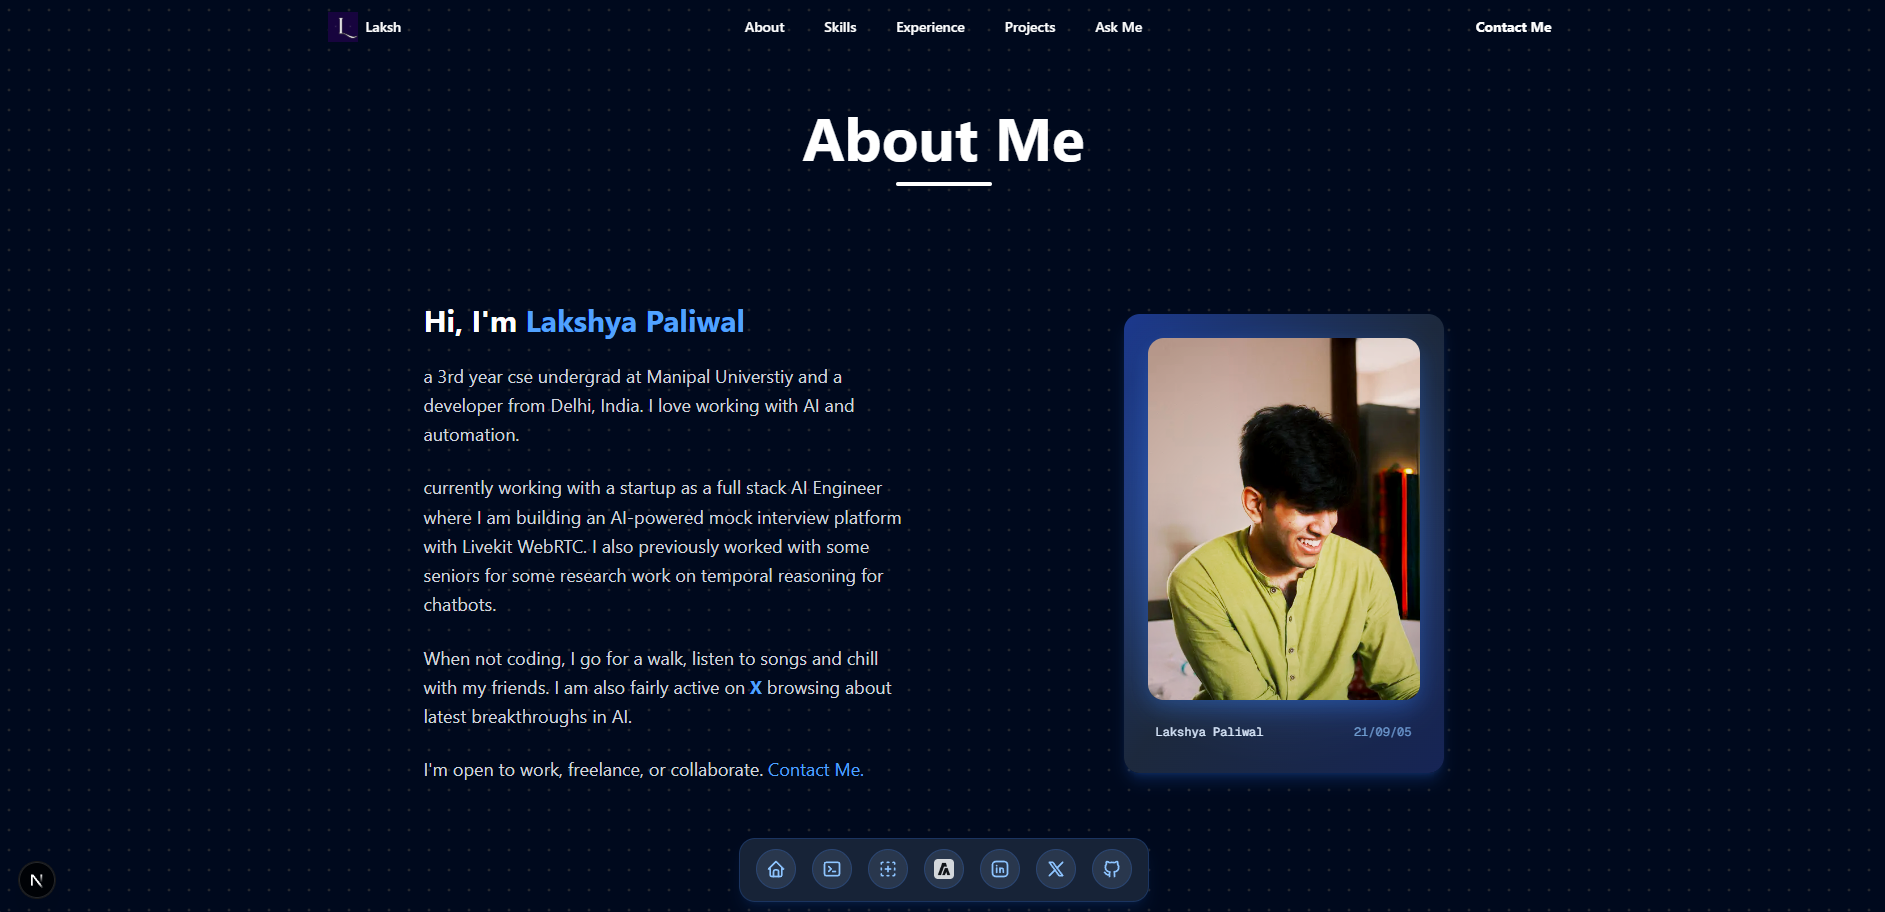 L Laksh
About Skills Experience Projects Ask Me
Contact Me
About Me
Hi, I'm Lakshya Paliwal
a 3rd year cse undergrad at Manipal Universtiy and a
developer from Delhi, India. I love working with AI and
automation.
currently working with a startup as a full stack AI Engineer
where I am building an AI-powered mock interview platform
with Livekit WebRTC. I also previously worked with some
seniors for some research work on temporal reasoning for
chatbots.
When not coding, I go for a walk, listen to songs and chill
with my friends. I am also fairly active on X browsing about
latest breakthroughs in AI.
I'm open to work, freelance, or collaborate. Contact Me.
Lakshya Paliwal 21/09/05
N
in X